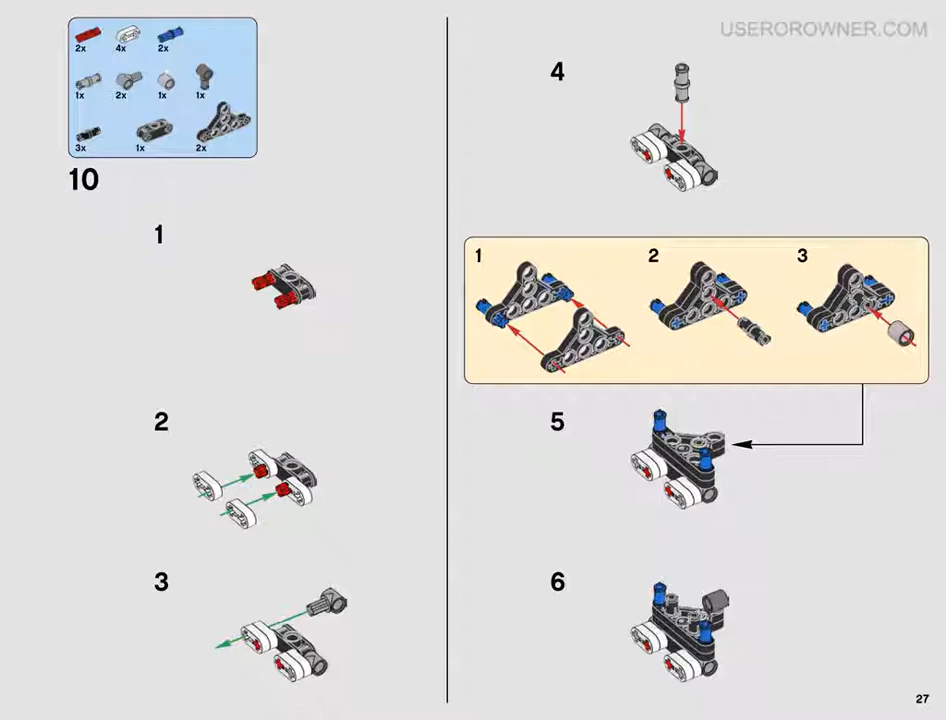 USEROROWNER.COM
2x 4x 2x
1x 2x 1x 1x
3x 1x 2x
10
1
2
3
4
1 2 3
5
6
27